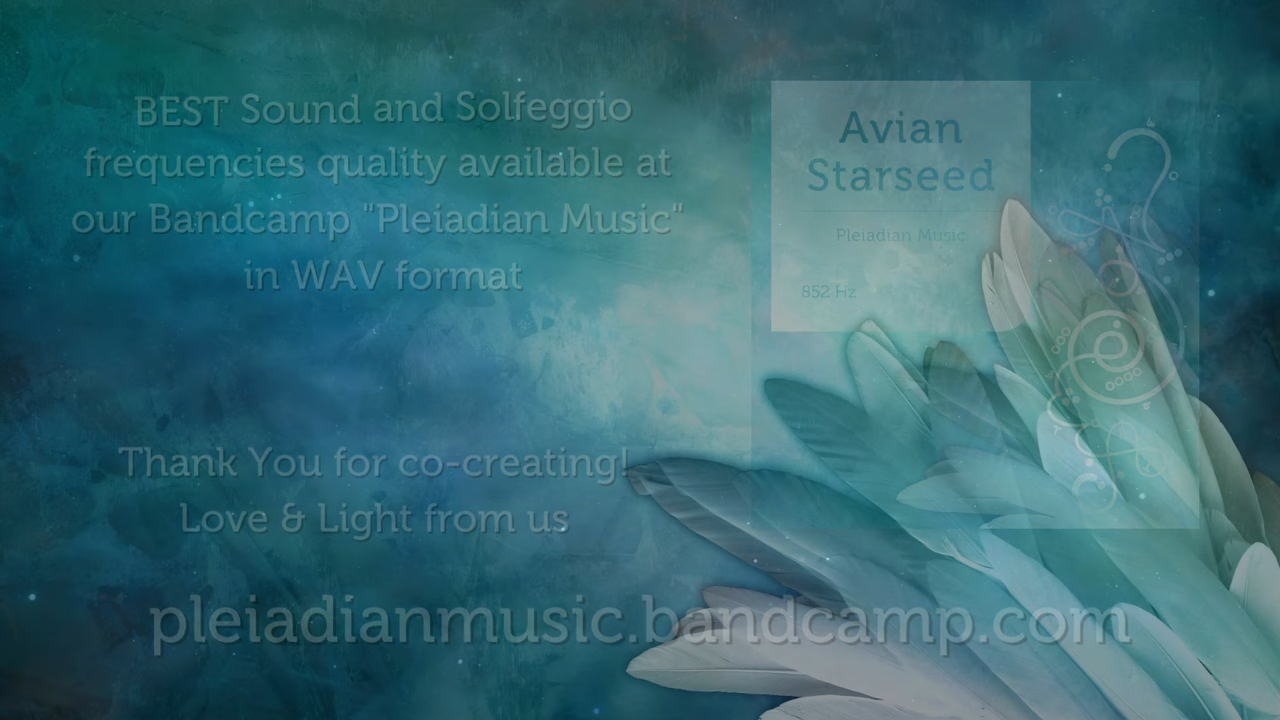 BEST Sound and Solfeggio
frequencies quality available at
our Bandcamp "Pleiadian Music"
in WAV format
Avian
Starseed
Pleiadian Music
852 Hz
Thank You for co-creating!
Love & Light from us
pleiadianmusic.bandcamp.com